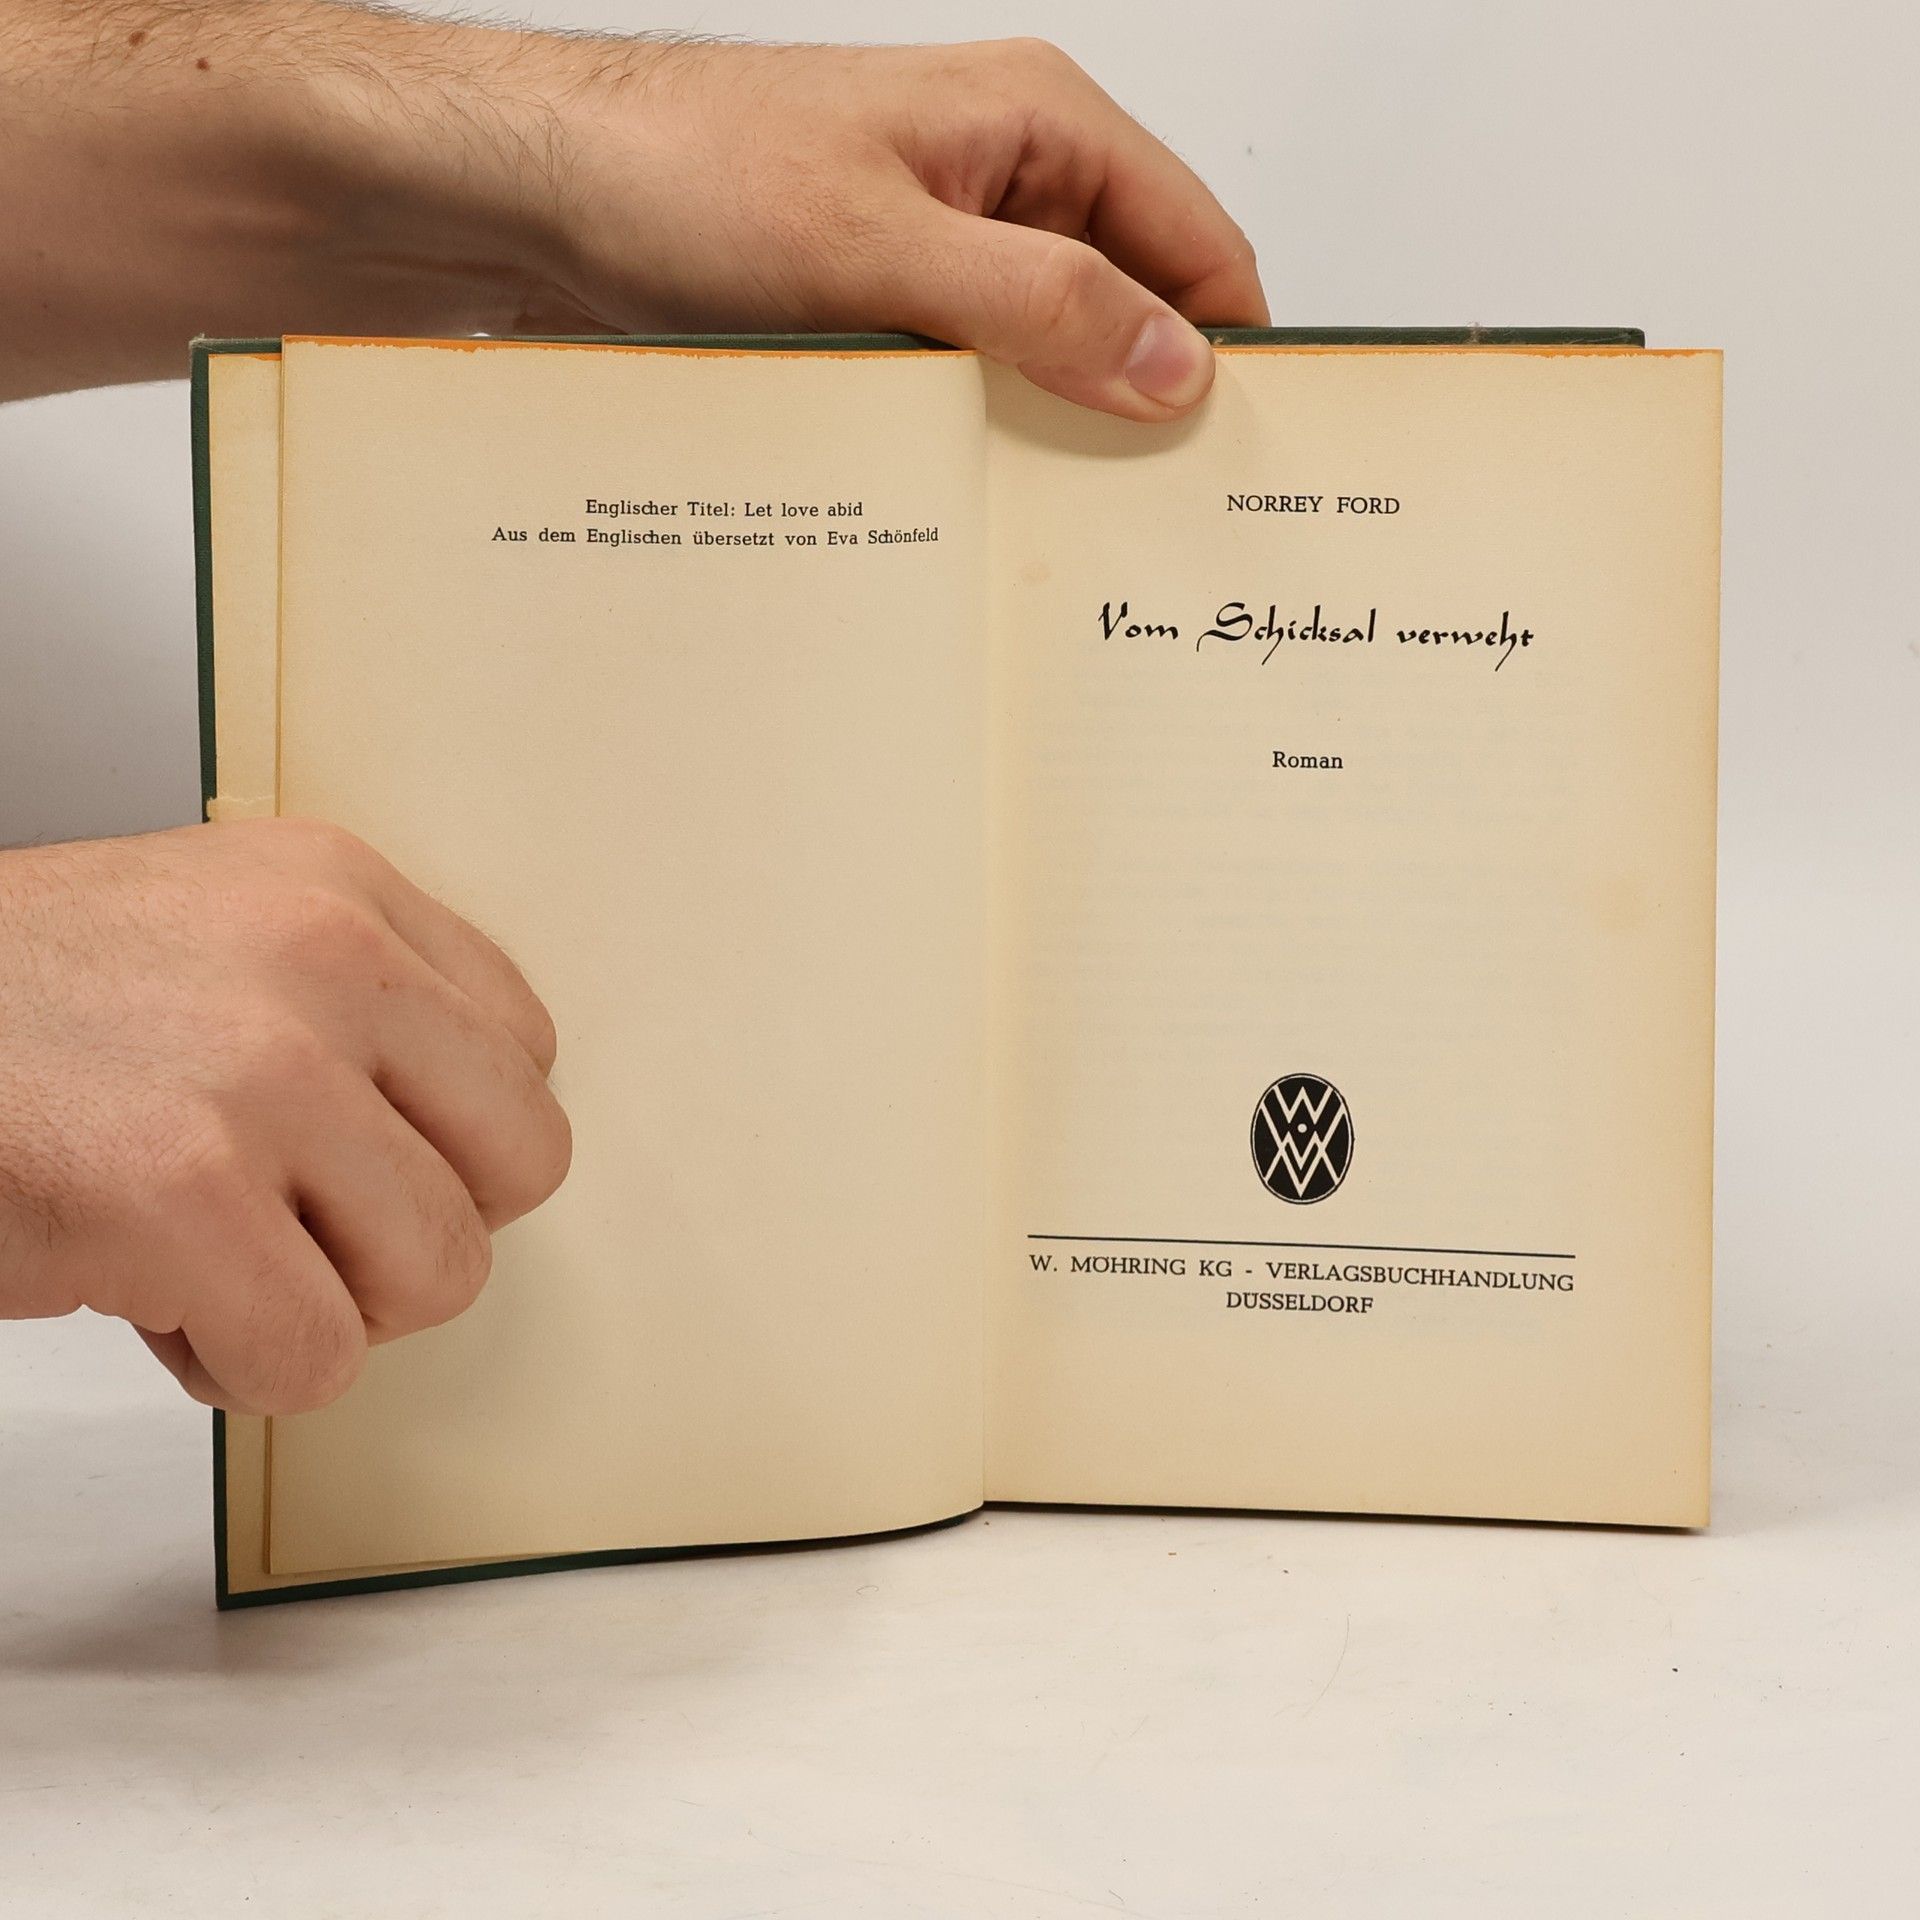 Englischer Titel: Let love abid
Aus dem Englischen übersetzt von Eva Schönfeld
NORREY FORD
Vom Schicksal verweht
Roman
W. MÖHRING KG - VERLAGSBUCHHANDLUNG
DÜSSELDORF